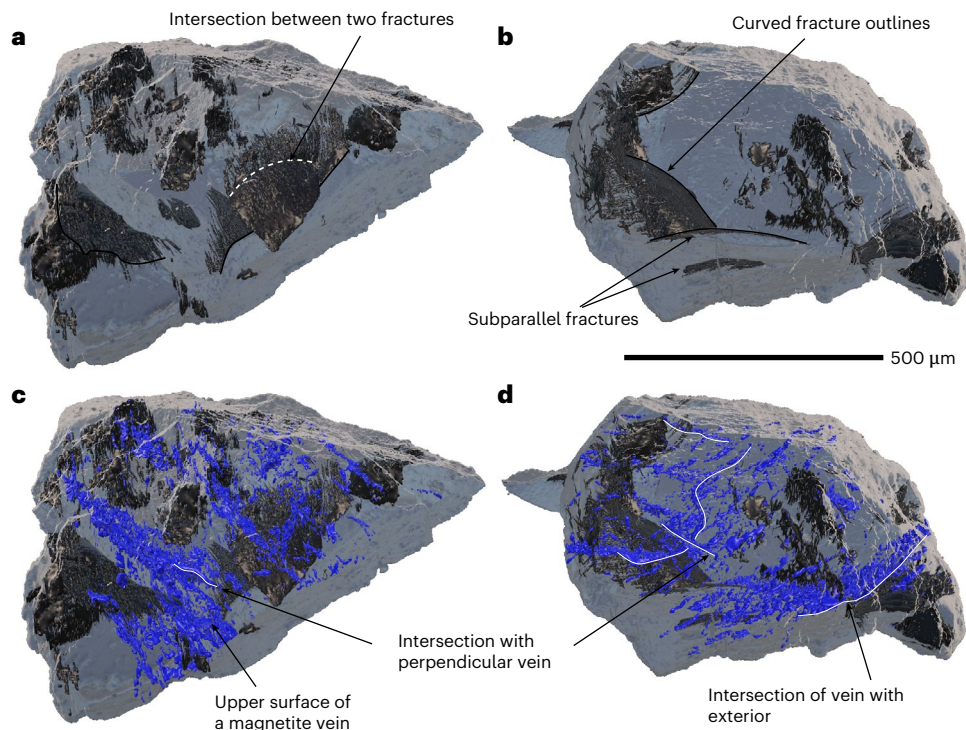 Intersection between two fractures
a
b
Curved fracture outlines
Subparallel fractures
500 µm
c
d
Intersection with
perpendicular vein
Upper surface of
a magnetite vein
Intersection of vein with
exterior